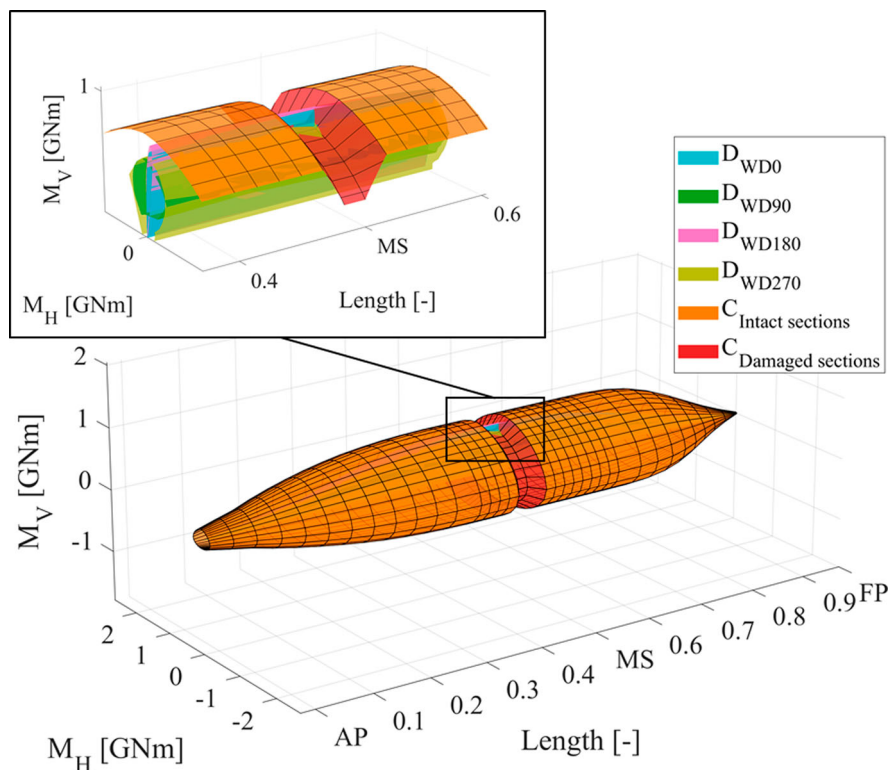 1
M_V [GNm]
0
M_H [GNm]
0.4
MS
0.6
Length [-]
D_WD0
D_WD90
D_WD180
D_WD270
C_Intact sections
C_Damaged sections
2
1
0
-1
M_V [GNm]
2
1
0
-1
-2
M_H [GNm]
AP
0.1
0.2
0.3
0.4
MS
0.6
0.7
0.8
0.9
FP
Length [-]